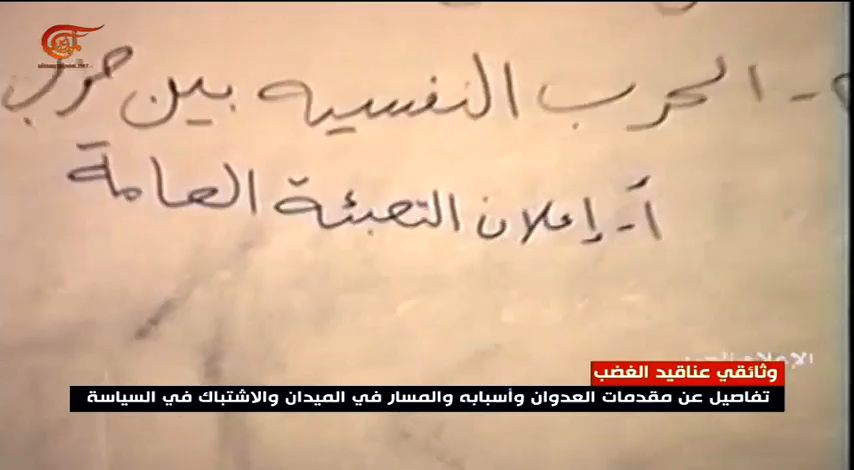 الحرب النفسية بين حزب
أ- إعلان التعبئة العامة
وثائقي عناقيد الغضب
تفاصيل عن مقدمات العدوان وأسبابه والمسار في الميدان والاشتباك في السياسة